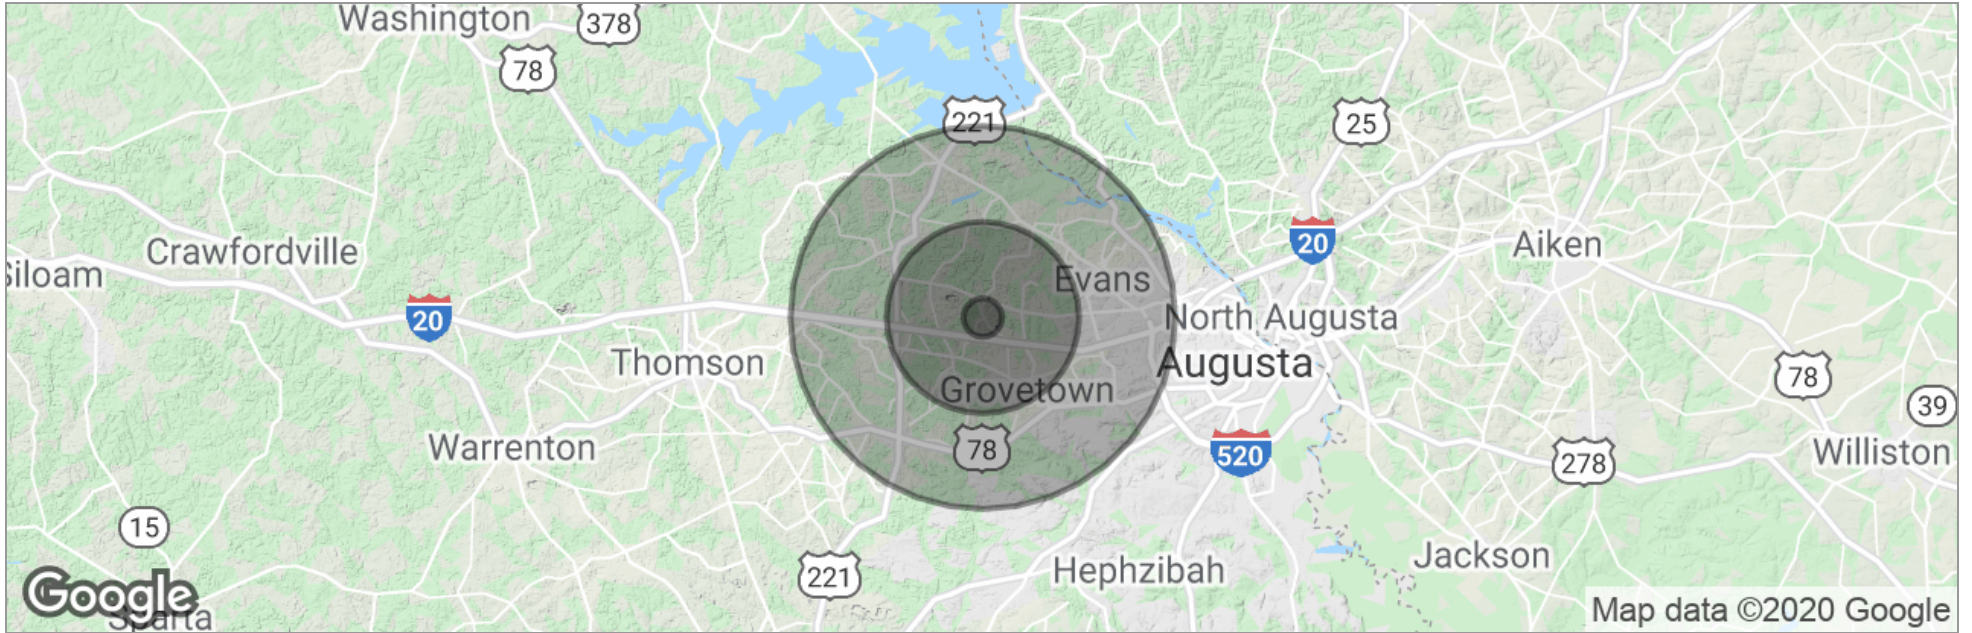 Washington
378
78
221
25
Crawfordville
20
Aiken
Siloam
Evans
20
North Augusta
Thomson
Augusta
78
Grovetown
39
Warrenton
78
520
278
Williston
15
221
Hephzibah
Jackson
Google
Sparta
Map data ©2020 Google